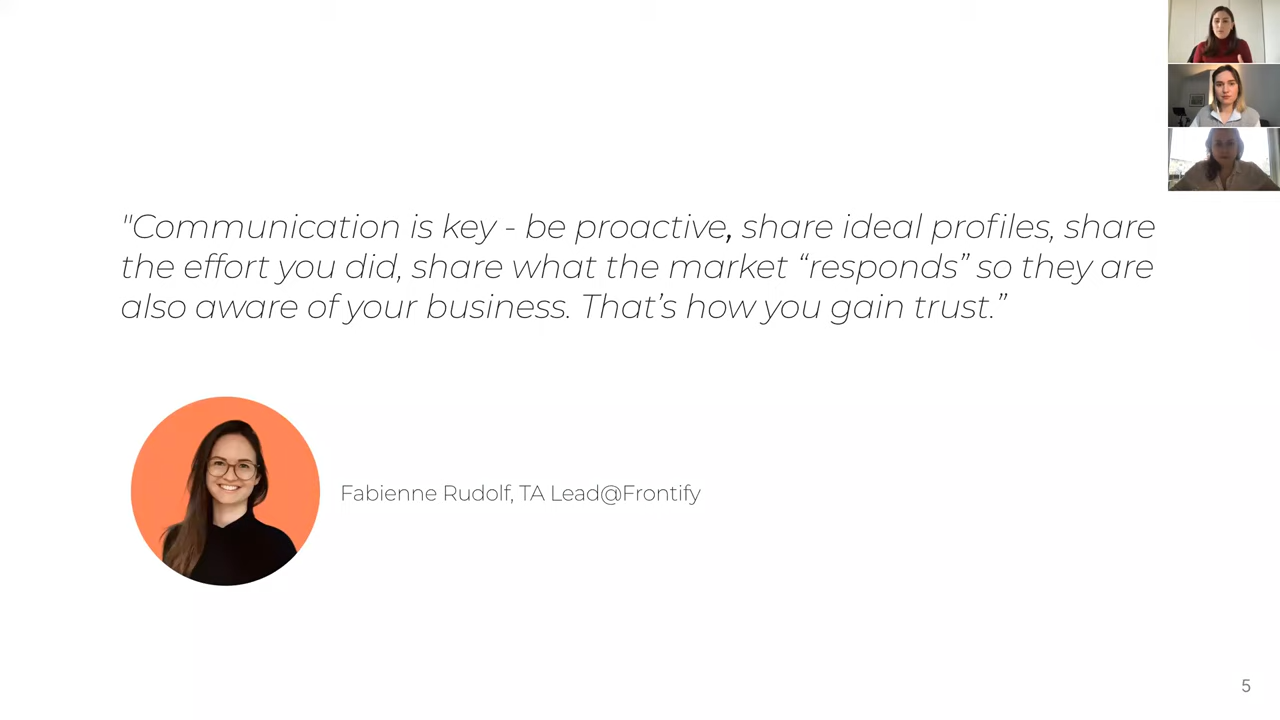 "Communication is key - be proactive, share ideal profiles, share
the effort you did, share what the market “responds” so they are
also aware of your business. That’s how you gain trust.”
Fabienne Rudolf, TA Lead@Frontify
5